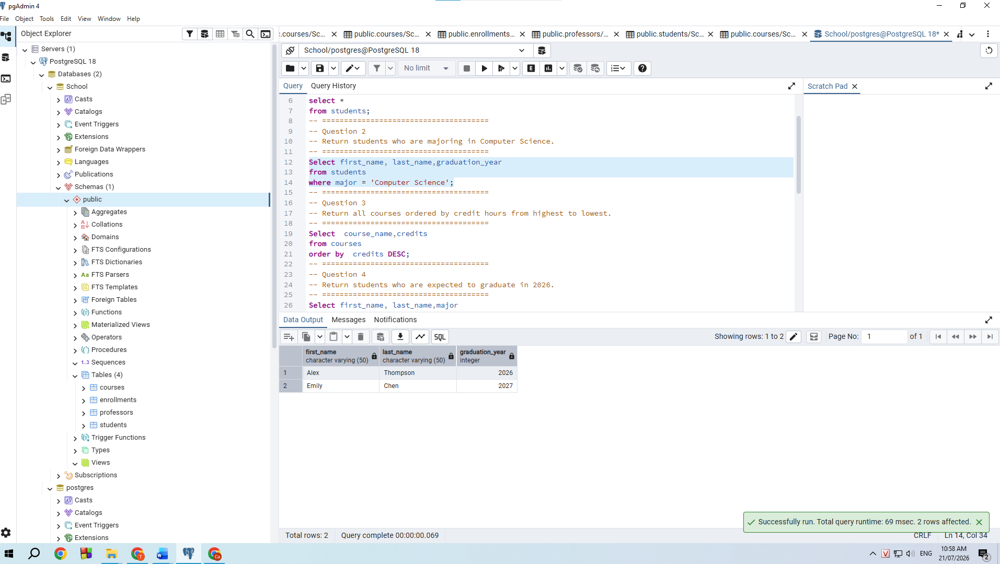 pgAdmin 4
File Object Tools Edit View Window Help
Object Explorer
Servers (1)
PostgreSQL 18
Databases (2)
School
Casts
Catalogs
Event Triggers
Extensions
Foreign Data Wrappers
Languages
Publications
Schemas (1)
public
Aggregates
Collations
Domains
FTS Configurations
FTS Dictionaries
Aa FTS Parsers
FTS Templates
Foreign Tables
Functions
Materialized Views
Operators
Procedures
1..3 Sequences
Tables (4)
courses
enrollments
professors
students
Trigger Functions
Types
Views
Subscriptions
postgres
Casts
Catalogs
Event Triggers
Extensions
:.courses/Sc... public.courses/Sc... public.enrollments... public.professors/... public.students/Sc... public.courses/Sc... School/postgres@PostgreSQL 18*
School/postgres@PostgreSQL 18
No limit
E
Query Query History
Scratch Pad
6 select *
7 from students;
8 -- ======================================
9 -- Question 2
10 -- Return students who are majoring in Computer Science.
11 -- ======================================
12 Select first_name, last_name,graduation_year
13 from students
14 where major = 'Computer Science';
15 -- ======================================
16 -- Question 3
17 -- Return all courses ordered by credit hours from highest to lowest.
18 -- ======================================
19 Select  course_name,credits
20 from courses
21 order by  credits DESC;
22 -- ======================================
23 -- Question 4
24 -- Return students who are expected to graduate in 2026.
25 -- ======================================
26 Select first_name, last_name,major
Data Output Messages Notifications
SQL
Showing rows: 1 to 2
Page No: 1 of 1
first_name last_name graduation_year
character varying (50) character varying (50) integer
1 Alex Thompson 2026
2 Emily Chen 2027
Successfully run. Total query runtime: 69 msec. 2 rows affected.
Total rows: 2 Query complete 00:00:00.069
CRLF Ln 14, Col 34
T
W
Ca
V
ENG
10:58 AM
21/07/2026
2